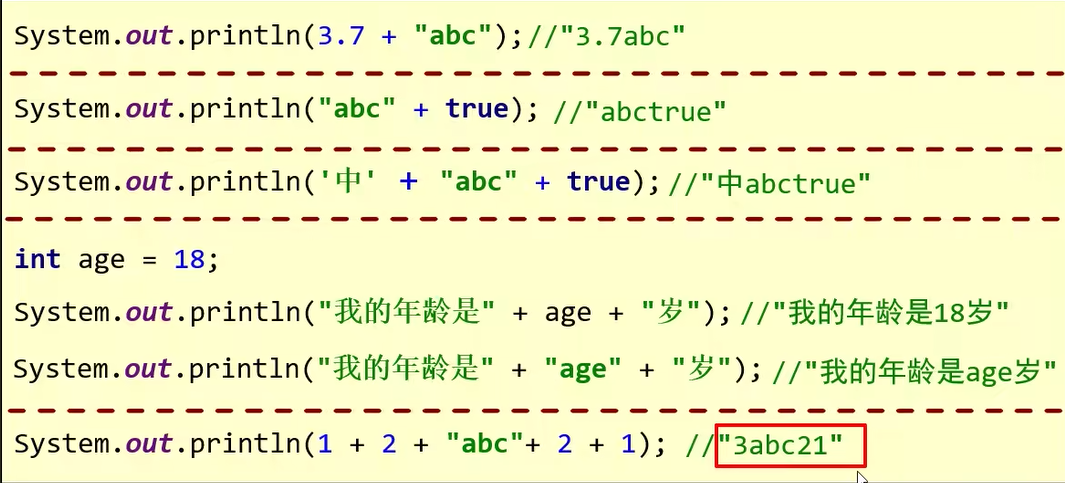 System.out.println(3.7 + "abc");//"3.7abc"
System.out.println("abc" + true); //"abctrue"
System.out.println('中' + "abc" + true);//"中abctrue"
int age = 18;
System.out.println("我的年龄是" + age + "岁");//"我的年龄是18岁"
System.out.println("我的年龄是" + "age" + "岁");//"我的年龄是age岁"
System.out.println(1 + 2 + "abc"+ 2 + 1); //"3abc21"